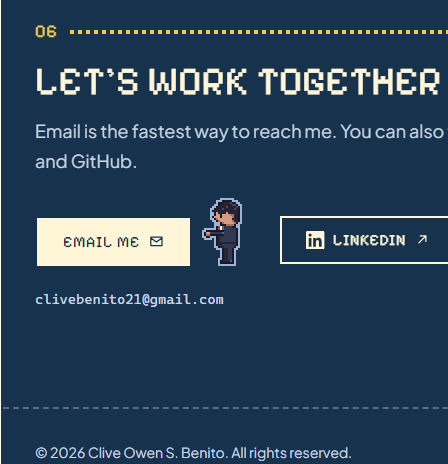 06
LET'S WORK TOGETHER
Email is the fastest way to reach me. You can also
and GitHub.
EMAIL ME
in LINKEDIN ↗
clivebenito21@gmail.com
© 2026 Clive Owen S. Benito. All rights reserved.